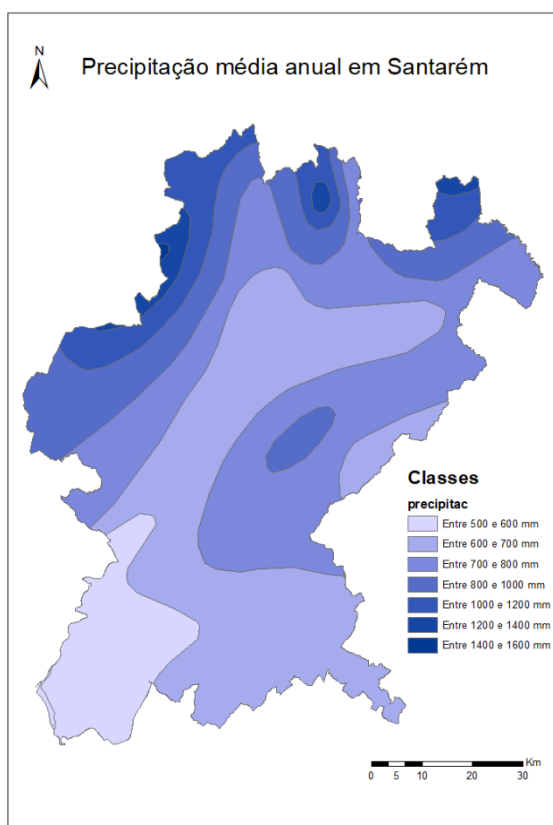 N
Precipitação média anual em Santarém
Classes
precipitac
Entre 500 e 600 mm
Entre 600 e 700 mm
Entre 700 e 800 mm
Entre 800 e 1000 mm
Entre 1000 e 1200 mm
Entre 1200 e 1400 mm
Entre 1400 e 1600 mm
Km
0 5 10 20 30